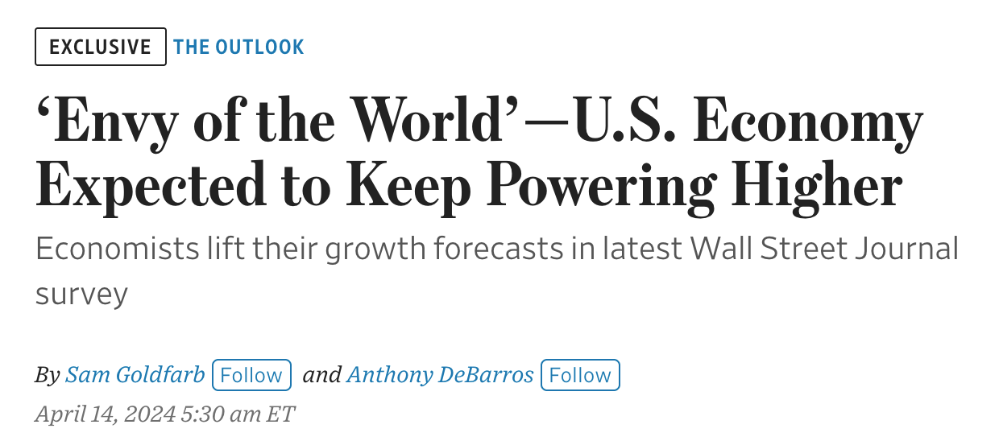 EXCLUSIVE THE OUTLOOK
‘Envy of the World’—U.S. Economy
Expected to Keep Powering Higher
Economists lift their growth forecasts in latest Wall Street Journal
survey
By Sam Goldfarb Follow and Anthony DeBarros Follow
April 14, 2024 5:30 am ET